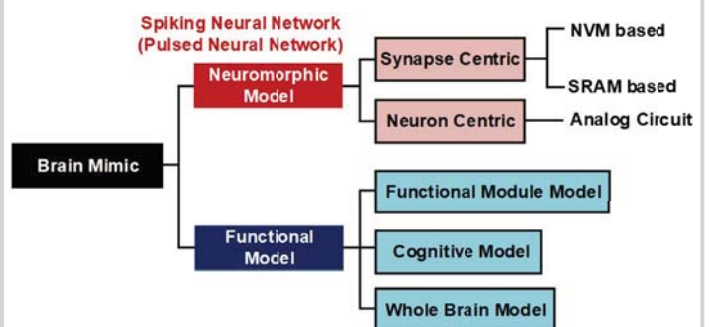 Spiking Neural Network
(Pulsed Neural Network)
Neuromorphic
Model
Synapse Centric
NVM based
SRAM based
Neuron Centric
Analog Circuit
Brain Mimic
Functional
Model
Functional Module Model
Cognitive Model
Whole Brain Model